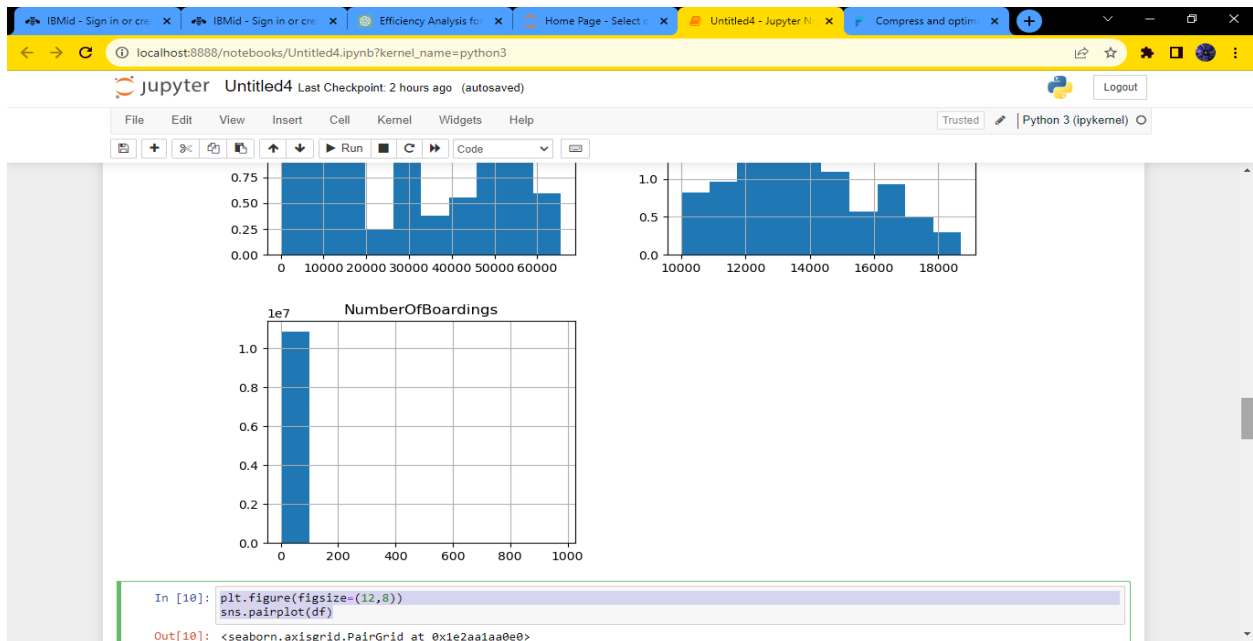 IBMid - Sign in or cre
IBMid - Sign in or cre
Efficiency Analysis for
Home Page - Select o
Untitled4 - Jupyter N
Compress and optim
localhost:8888/notebooks/Untitled4.ipynb?kernel_name=python3
jupyter Untitled4 Last Checkpoint: 2 hours ago (autosaved)
Logout
File Edit View Insert Cell Kernel Widgets Help
Trusted Python 3 (ipykernel)
Run Code
0.75
0.50
0.25
0.00
0 10000 20000 30000 40000 50000 60000
1.0
0.5
0.0
10000 12000 14000 16000 18000
1e7 NumberOfBoardings
1.0
0.8
0.6
0.4
0.2
0.0
0 200 400 600 800 1000
In [10]: plt.figure(figsize=(12,8))
sns.pairplot(df)
Out[10]: <seaborn.axisgrid.PairGrid at 0x1e2aa1aa0e0>